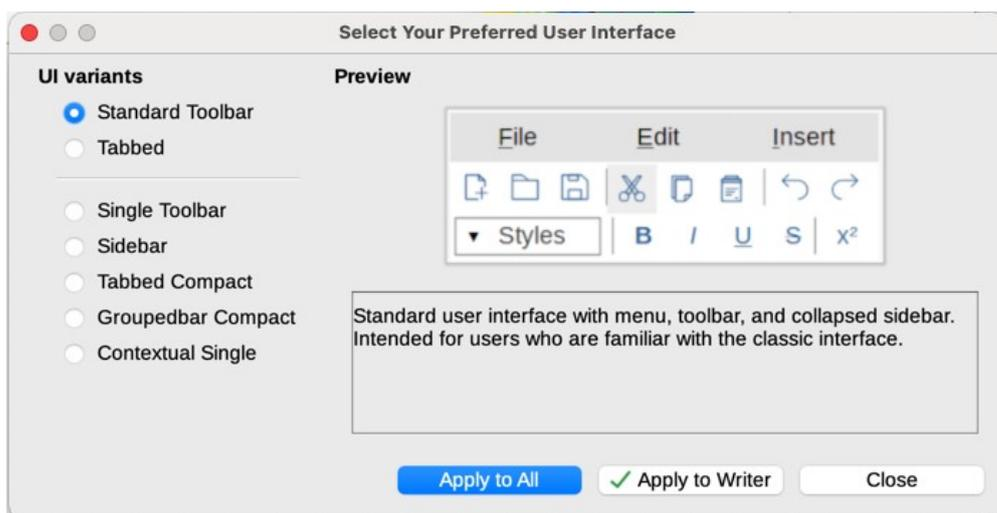 Select Your Preferred User Interface
UI variants
Standard Toolbar
Tabbed
Single Toolbar
Sidebar
Tabbed Compact
Groupedbar Compact
Contextual Single
Preview
File Edit Insert
Styles B I U S x²
Standard user interface with menu, toolbar, and collapsed sidebar.
Intended for users who are familiar with the classic interface.
Apply to All Apply to Writer Close